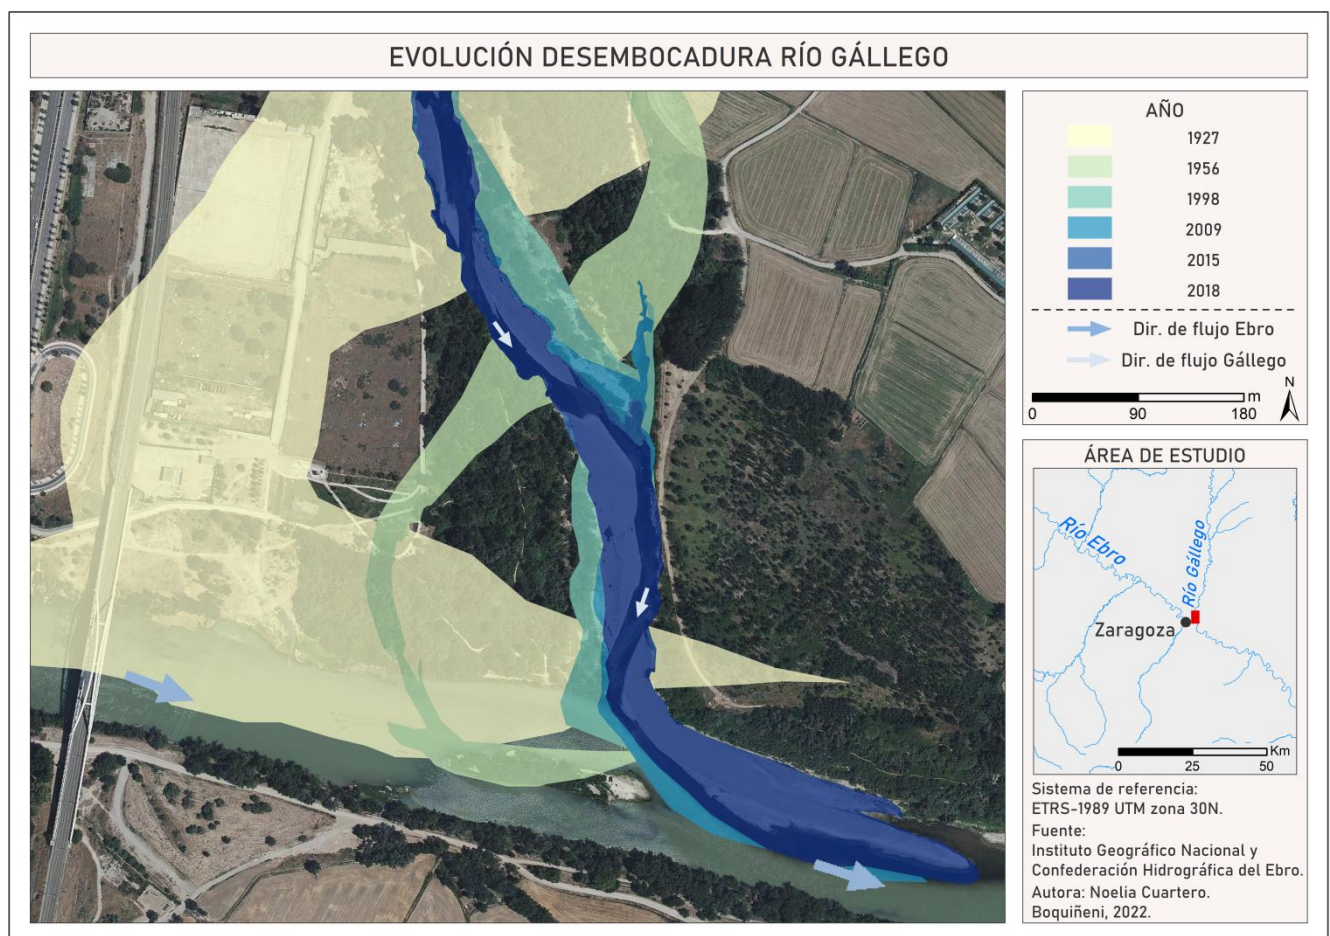 EVOLUCIÓN DESEMBOCADURA RÍO GÁLLEGO
AÑO
1927
1956
1998
2009
2015
2018
Dir. de flujo Ebro
Dir. de flujo Gállego
N
m
0 90 180
ÁREA DE ESTUDIO
Río Ebro
Río Gállego
Zaragoza
Km
0 25 50
Sistema de referencia:
ETRS-1989 UTM zona 30N.
Fuente:
Instituto Geográfico Nacional y
Confederación Hidrográfica del Ebro.
Autora: Noelia Cuartero.
Boquiñeni, 2022.